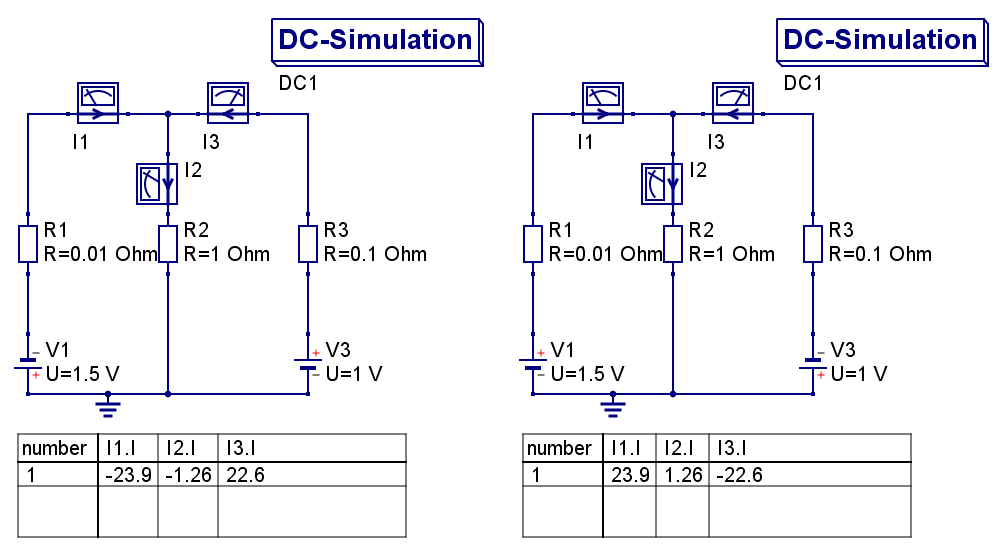 DC-Simulation
DC1
I1
I3
I2
R1
R=0.01 Ohm
R2
R=1 Ohm
R3
R=0.1 Ohm
− V1
+ U=1.5 V
+ V3
− U=1 V
number I1.I I2.I I3.I
1 -23.9 -1.26 22.6
DC-Simulation
DC1
I1
I3
I2
R1
R=0.01 Ohm
R2
R=1 Ohm
R3
R=0.1 Ohm
+ V1
− U=1.5 V
− V3
+ U=1 V
number I1.I I2.I I3.I
1 23.9 1.26 -22.6